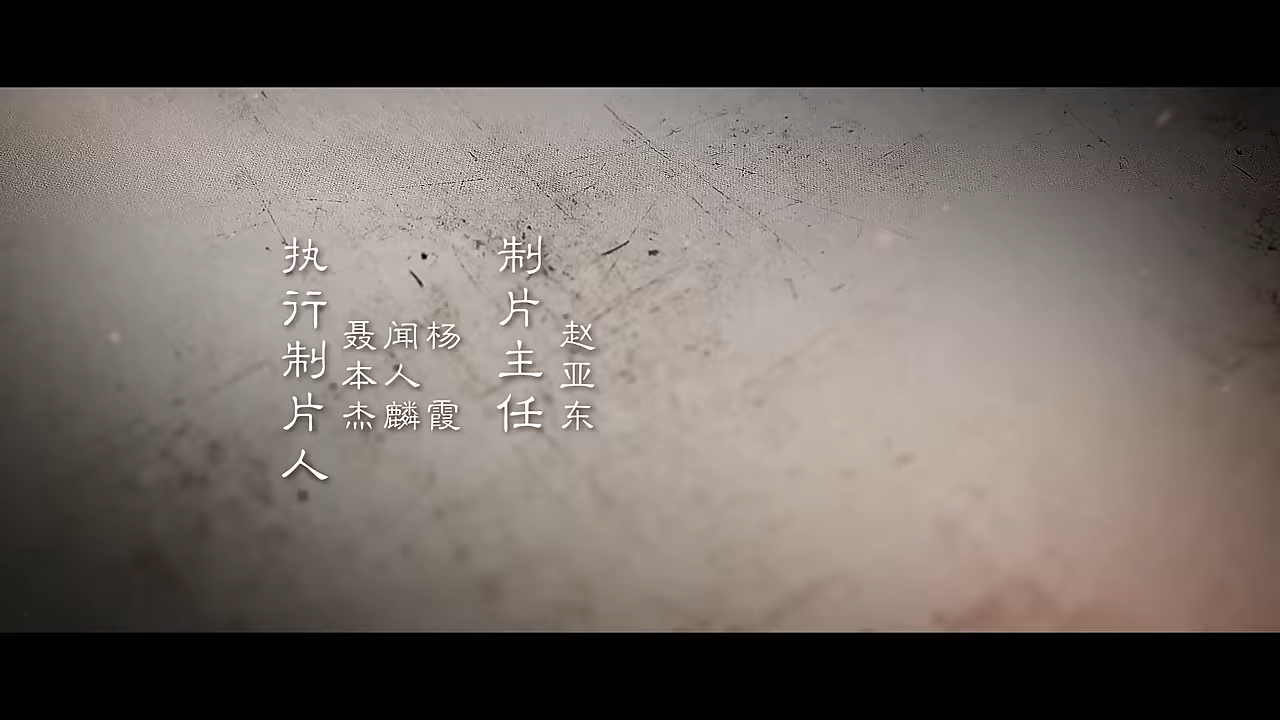 执行制片人
聂本杰
闻人麟
杨霞
制片主任
赵亚东